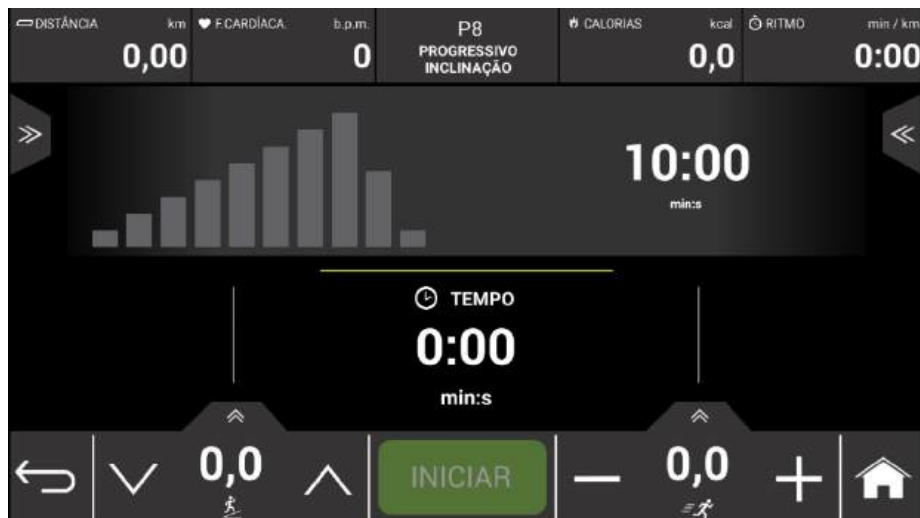 DISTÂNCIA km
0,00
F.CARDÍACA. b.p.m.
0
P8
PROGRESSIVO
INCLINAÇÃO
CALORIAS kcal
0,0
RITMO min / km
0:00
10:00
min:s
TEMPO
0:00
min:s
0,0
INICIAR
0,0